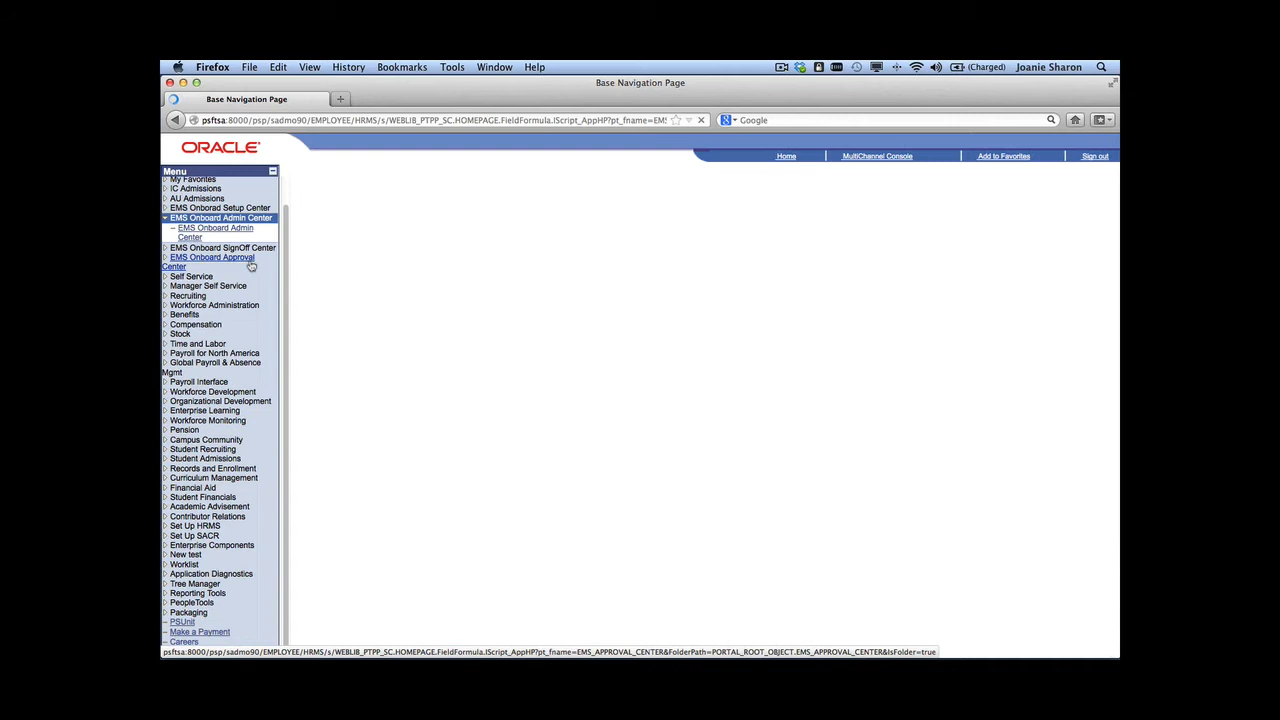 Firefox File Edit View History Bookmarks Tools Window Help (Charged) Joanie Sharon
Base Navigation Page
Base Navigation Page
psftsa:8000/psp/sadmo90/EMPLOYEE/HRMS/s/WEBLIB_PTPP_SC.HOMEPAGE.FieldFormula.IScript_AppHP?pt_fname=EMS Google
ORACLE
Home MultiChannel Console Add to Favorites Sign out
Menu
My Favorites
IC Admissions
AU Admissions
EMS Onborad Setup Center
EMS Onboard Admin Center
EMS Onboard Admin
Center
EMS Onboard SignOff Center
EMS Onboard Approval
Center
Self Service
Manager Self Service
Recruiting
Workforce Administration
Benefits
Compensation
Stock
Time and Labor
Payroll for North America
Global Payroll & Absence
Mgmt
Payroll Interface
Workforce Development
Organizational Development
Enterprise Learning
Workforce Monitoring
Pension
Campus Community
Student Recruiting
Student Admissions
Records and Enrollment
Curriculum Management
Financial Aid
Student Financials
Academic Advisement
Contributor Relations
Set Up HRMS
Set Up SACR
Enterprise Components
New test
Worklist
Application Diagnostics
Tree Manager
Reporting Tools
PeopleTools
Packaging
PSUnit
Make a Payment
Careers
psftsa:8000/psp/sadmo90/EMPLOYEE/HRMS/s/WEBLIB_PTPP_SC.HOMEPAGE.FieldFormula.IScript_AppHP?pt_fname=EMS_APPROVAL_CENTER&FolderPath=PORTAL_ROOT_OBJECT.EMS_APPROVAL_CENTER&IsFolder=true